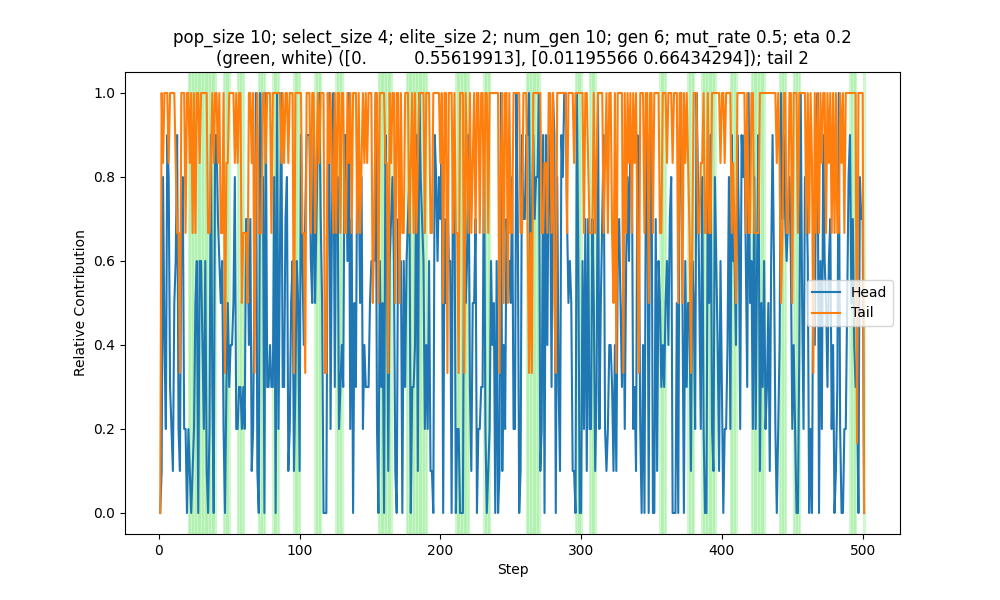 pop_size 10; select_size 4; elite_size 2; num_gen 10; gen 6; mut_rate 0.5; eta 0.2
(green, white) ([0.          0.55619913], [0.01195566 0.66434294]); tail 2
1.0
0.8
0.6
0.4
0.2
0.0
Relative Contribution
Head
Tail
0
100
200
300
400
500
Step